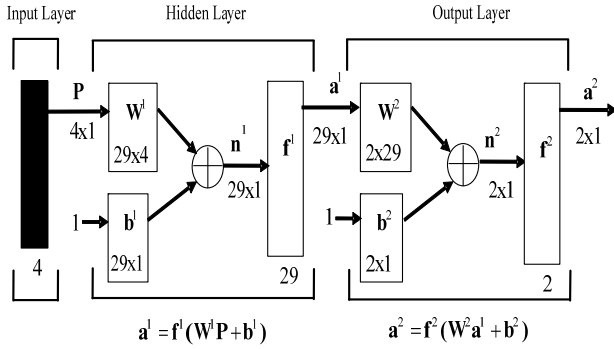 Input Layer
Hidden Layer
Output Layer
P
4x1
W¹
29x4
1
b¹
29x1
n¹
29x1
f¹
a¹
29x1
W²
2x29
1
b²
2x1
n²
2x1
f²
a²
2x1
4
29
2
a¹ = f¹(W¹P+b¹)
a² = f²(W²a¹+b²)